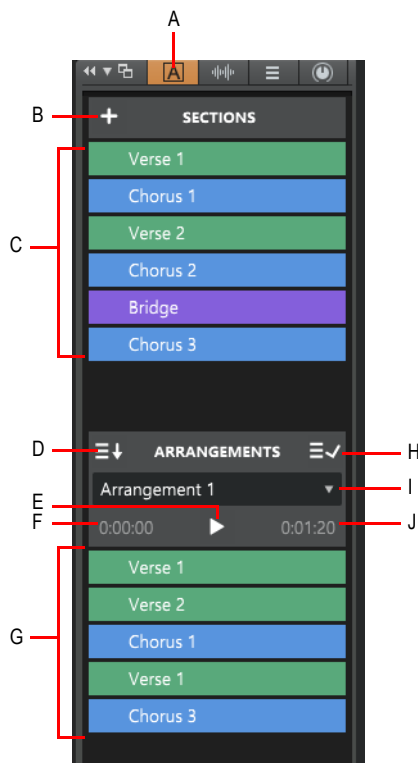 A
A
B
SECTIONS
Verse 1
Chorus 1
Verse 2
C
Chorus 2
Bridge
Chorus 3
D
ARRANGEMENTS
H
Arrangement 1
I
E
F
0:00:00
0:01:20
J
Verse 1
Verse 2
G
Chorus 1
Verse 1
Chorus 3